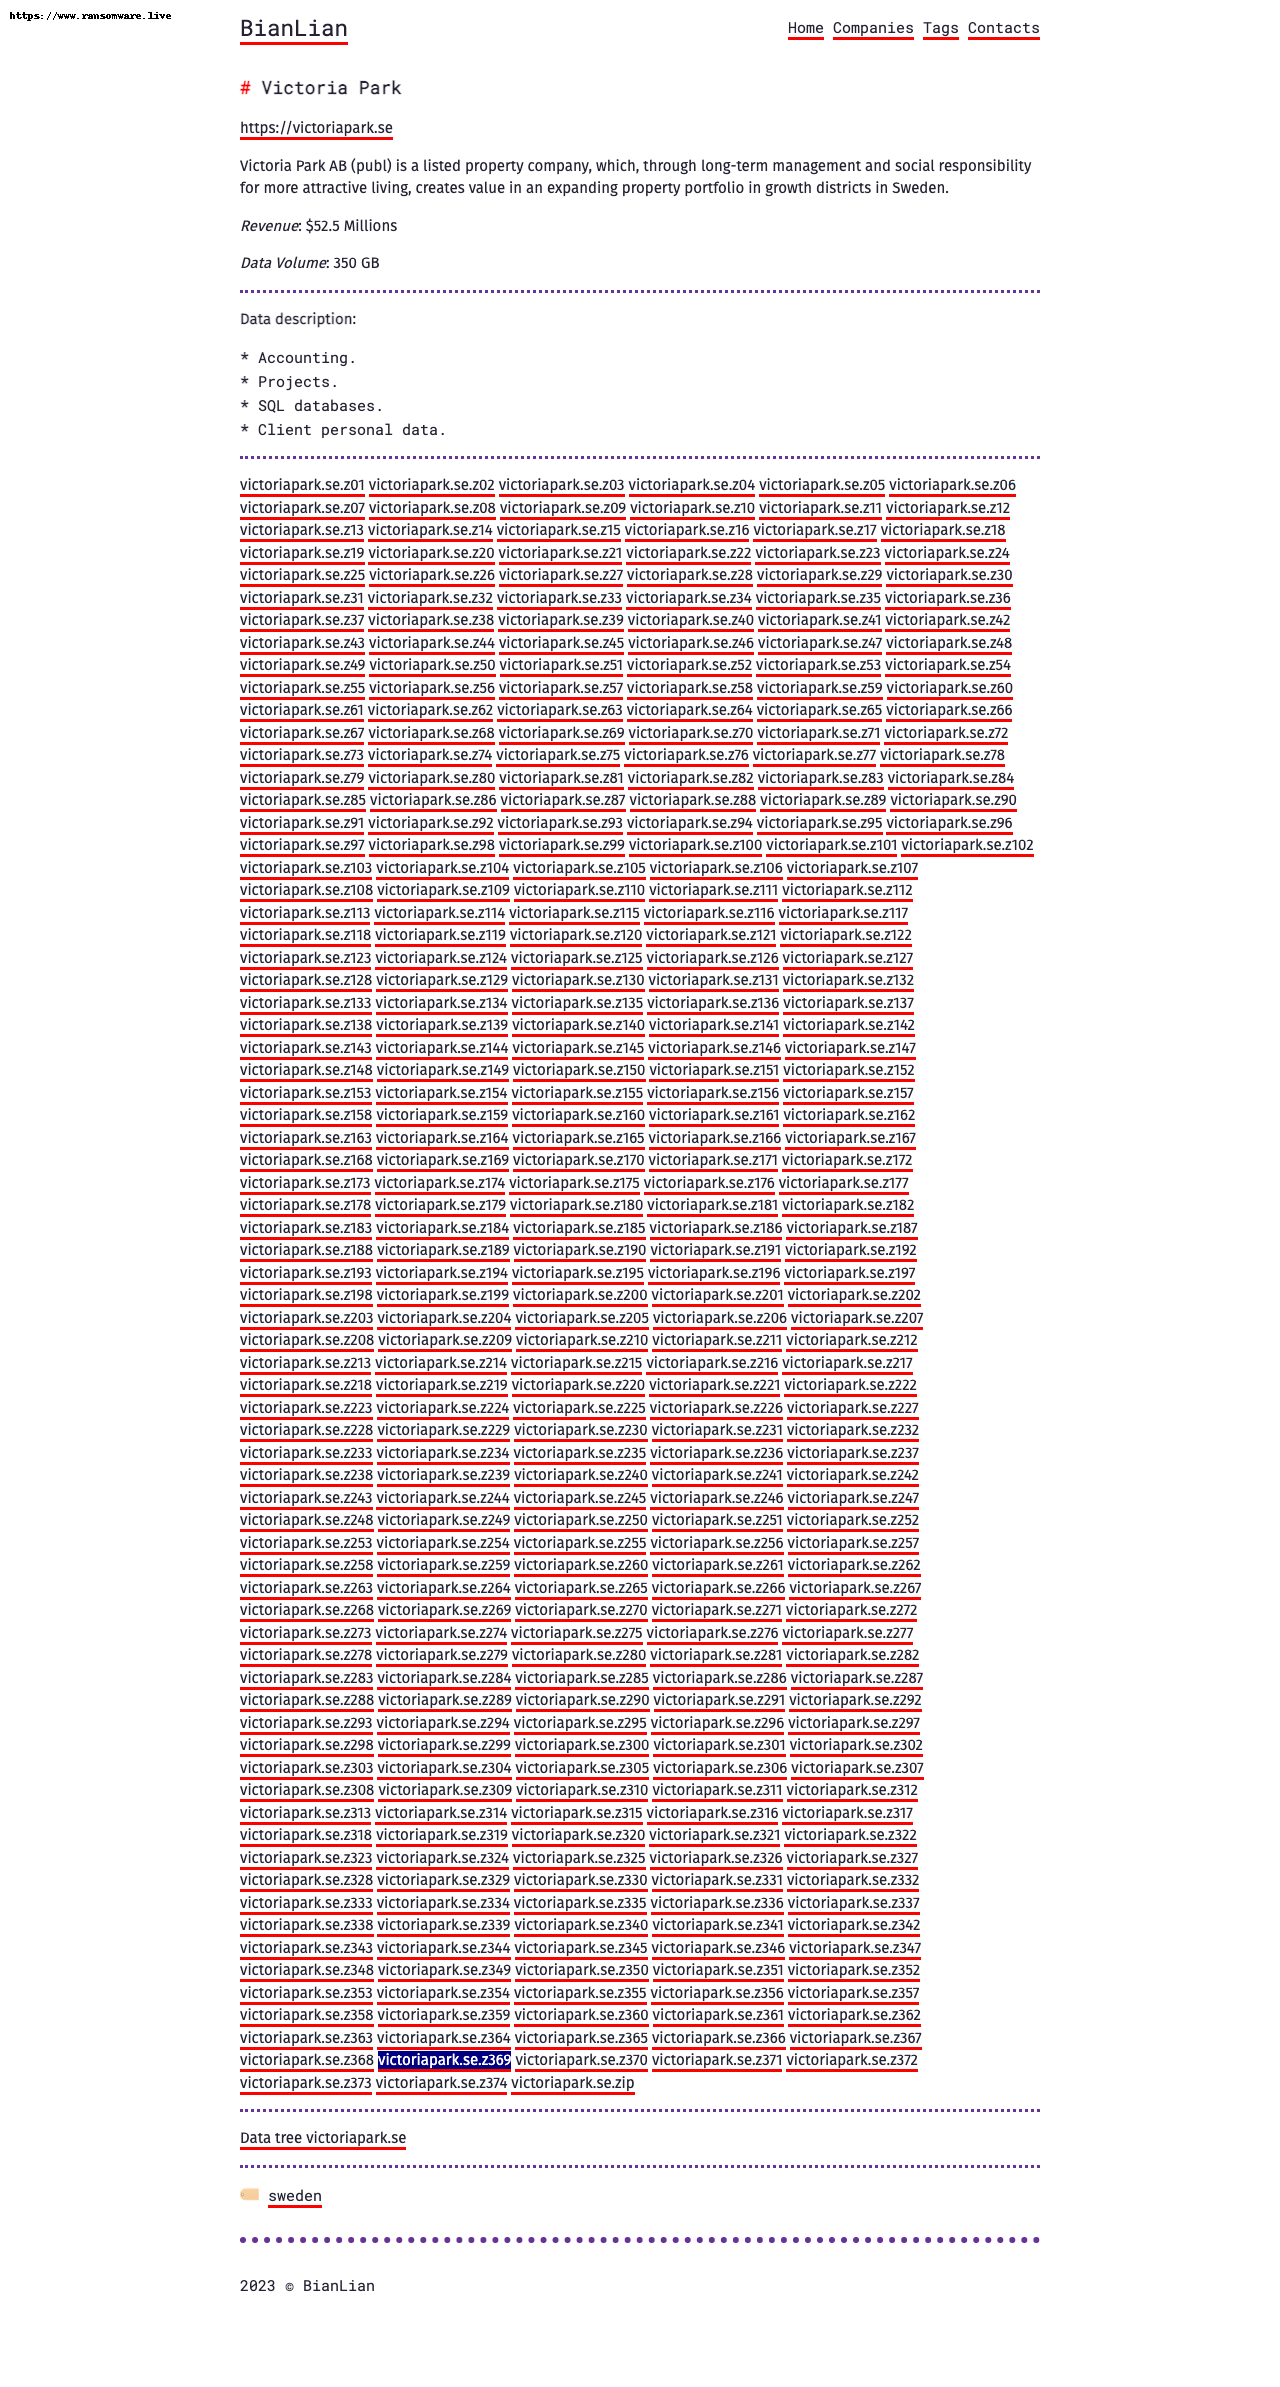 https://www.ransomware.live
BianLian Home Companies Tags Contacts
# Victoria Park
https://victoriapark.se
Victoria Park AB (publ) is a listed property company, which, through long-term management and social responsibility
for more attractive living, creates value in an expanding property portfolio in growth districts in Sweden.
Revenue: $52.5 Millions
Data Volume: 350 GB
Data description:
* Accounting.
* Projects.
* SQL databases.
* Client personal data.
victoriapark.se.z01 victoriapark.se.z02 victoriapark.se.z03 victoriapark.se.z04 victoriapark.se.z05 victoriapark.se.z06
victoriapark.se.z07 victoriapark.se.z08 victoriapark.se.z09 victoriapark.se.z10 victoriapark.se.z11 victoriapark.se.z12
victoriapark.se.z13 victoriapark.se.z14 victoriapark.se.z15 victoriapark.se.z16 victoriapark.se.z17 victoriapark.se.z18
victoriapark.se.z19 victoriapark.se.z20 victoriapark.se.z21 victoriapark.se.z22 victoriapark.se.z23 victoriapark.se.z24
victoriapark.se.z25 victoriapark.se.z26 victoriapark.se.z27 victoriapark.se.z28 victoriapark.se.z29 victoriapark.se.z30
victoriapark.se.z31 victoriapark.se.z32 victoriapark.se.z33 victoriapark.se.z34 victoriapark.se.z35 victoriapark.se.z36
victoriapark.se.z37 victoriapark.se.z38 victoriapark.se.z39 victoriapark.se.z40 victoriapark.se.z41 victoriapark.se.z42
victoriapark.se.z43 victoriapark.se.z44 victoriapark.se.z45 victoriapark.se.z46 victoriapark.se.z47 victoriapark.se.z48
victoriapark.se.z49 victoriapark.se.z50 victoriapark.se.z51 victoriapark.se.z52 victoriapark.se.z53 victoriapark.se.z54
victoriapark.se.z55 victoriapark.se.z56 victoriapark.se.z57 victoriapark.se.z58 victoriapark.se.z59 victoriapark.se.z60
victoriapark.se.z61 victoriapark.se.z62 victoriapark.se.z63 victoriapark.se.z64 victoriapark.se.z65 victoriapark.se.z66
victoriapark.se.z67 victoriapark.se.z68 victoriapark.se.z69 victoriapark.se.z70 victoriapark.se.z71 victoriapark.se.z72
victoriapark.se.z73 victoriapark.se.z74 victoriapark.se.z75 victoriapark.se.z76 victoriapark.se.z77 victoriapark.se.z78
victoriapark.se.z79 victoriapark.se.z80 victoriapark.se.z81 victoriapark.se.z82 victoriapark.se.z83 victoriapark.se.z84
victoriapark.se.z85 victoriapark.se.z86 victoriapark.se.z87 victoriapark.se.z88 victoriapark.se.z89 victoriapark.se.z90
victoriapark.se.z91 victoriapark.se.z92 victoriapark.se.z93 victoriapark.se.z94 victoriapark.se.z95 victoriapark.se.z96
victoriapark.se.z97 victoriapark.se.z98 victoriapark.se.z99 victoriapark.se.z100 victoriapark.se.z101 victoriapark.se.z102
victoriapark.se.z103 victoriapark.se.z104 victoriapark.se.z105 victoriapark.se.z106 victoriapark.se.z107
victoriapark.se.z108 victoriapark.se.z109 victoriapark.se.z110 victoriapark.se.z111 victoriapark.se.z112
victoriapark.se.z113 victoriapark.se.z114 victoriapark.se.z115 victoriapark.se.z116 victoriapark.se.z117
victoriapark.se.z118 victoriapark.se.z119 victoriapark.se.z120 victoriapark.se.z121 victoriapark.se.z122
victoriapark.se.z123 victoriapark.se.z124 victoriapark.se.z125 victoriapark.se.z126 victoriapark.se.z127
victoriapark.se.z128 victoriapark.se.z129 victoriapark.se.z130 victoriapark.se.z131 victoriapark.se.z132
victoriapark.se.z133 victoriapark.se.z134 victoriapark.se.z135 victoriapark.se.z136 victoriapark.se.z137
victoriapark.se.z138 victoriapark.se.z139 victoriapark.se.z140 victoriapark.se.z141 victoriapark.se.z142
victoriapark.se.z143 victoriapark.se.z144 victoriapark.se.z145 victoriapark.se.z146 victoriapark.se.z147
victoriapark.se.z148 victoriapark.se.z149 victoriapark.se.z150 victoriapark.se.z151 victoriapark.se.z152
victoriapark.se.z153 victoriapark.se.z154 victoriapark.se.z155 victoriapark.se.z156 victoriapark.se.z157
victoriapark.se.z158 victoriapark.se.z159 victoriapark.se.z160 victoriapark.se.z161 victoriapark.se.z162
victoriapark.se.z163 victoriapark.se.z164 victoriapark.se.z165 victoriapark.se.z166 victoriapark.se.z167
victoriapark.se.z168 victoriapark.se.z169 victoriapark.se.z170 victoriapark.se.z171 victoriapark.se.z172
victoriapark.se.z173 victoriapark.se.z174 victoriapark.se.z175 victoriapark.se.z176 victoriapark.se.z177
victoriapark.se.z178 victoriapark.se.z179 victoriapark.se.z180 victoriapark.se.z181 victoriapark.se.z182
victoriapark.se.z183 victoriapark.se.z184 victoriapark.se.z185 victoriapark.se.z186 victoriapark.se.z187
victoriapark.se.z188 victoriapark.se.z189 victoriapark.se.z190 victoriapark.se.z191 victoriapark.se.z192
victoriapark.se.z193 victoriapark.se.z194 victoriapark.se.z195 victoriapark.se.z196 victoriapark.se.z197
victoriapark.se.z198 victoriapark.se.z199 victoriapark.se.z200 victoriapark.se.z201 victoriapark.se.z202
victoriapark.se.z203 victoriapark.se.z204 victoriapark.se.z205 victoriapark.se.z206 victoriapark.se.z207
victoriapark.se.z208 victoriapark.se.z209 victoriapark.se.z210 victoriapark.se.z211 victoriapark.se.z212
victoriapark.se.z213 victoriapark.se.z214 victoriapark.se.z215 victoriapark.se.z216 victoriapark.se.z217
victoriapark.se.z218 victoriapark.se.z219 victoriapark.se.z220 victoriapark.se.z221 victoriapark.se.z222
victoriapark.se.z223 victoriapark.se.z224 victoriapark.se.z225 victoriapark.se.z226 victoriapark.se.z227
victoriapark.se.z228 victoriapark.se.z229 victoriapark.se.z230 victoriapark.se.z231 victoriapark.se.z232
victoriapark.se.z233 victoriapark.se.z234 victoriapark.se.z235 victoriapark.se.z236 victoriapark.se.z237
victoriapark.se.z238 victoriapark.se.z239 victoriapark.se.z240 victoriapark.se.z241 victoriapark.se.z242
victoriapark.se.z243 victoriapark.se.z244 victoriapark.se.z245 victoriapark.se.z246 victoriapark.se.z247
victoriapark.se.z248 victoriapark.se.z249 victoriapark.se.z250 victoriapark.se.z251 victoriapark.se.z252
victoriapark.se.z253 victoriapark.se.z254 victoriapark.se.z255 victoriapark.se.z256 victoriapark.se.z257
victoriapark.se.z258 victoriapark.se.z259 victoriapark.se.z260 victoriapark.se.z261 victoriapark.se.z262
victoriapark.se.z263 victoriapark.se.z264 victoriapark.se.z265 victoriapark.se.z266 victoriapark.se.z267
victoriapark.se.z268 victoriapark.se.z269 victoriapark.se.z270 victoriapark.se.z271 victoriapark.se.z272
victoriapark.se.z273 victoriapark.se.z274 victoriapark.se.z275 victoriapark.se.z276 victoriapark.se.z277
victoriapark.se.z278 victoriapark.se.z279 victoriapark.se.z280 victoriapark.se.z281 victoriapark.se.z282
victoriapark.se.z283 victoriapark.se.z284 victoriapark.se.z285 victoriapark.se.z286 victoriapark.se.z287
victoriapark.se.z288 victoriapark.se.z289 victoriapark.se.z290 victoriapark.se.z291 victoriapark.se.z292
victoriapark.se.z293 victoriapark.se.z294 victoriapark.se.z295 victoriapark.se.z296 victoriapark.se.z297
victoriapark.se.z298 victoriapark.se.z299 victoriapark.se.z300 victoriapark.se.z301 victoriapark.se.z302
victoriapark.se.z303 victoriapark.se.z304 victoriapark.se.z305 victoriapark.se.z306 victoriapark.se.z307
victoriapark.se.z308 victoriapark.se.z309 victoriapark.se.z310 victoriapark.se.z311 victoriapark.se.z312
victoriapark.se.z313 victoriapark.se.z314 victoriapark.se.z315 victoriapark.se.z316 victoriapark.se.z317
victoriapark.se.z318 victoriapark.se.z319 victoriapark.se.z320 victoriapark.se.z321 victoriapark.se.z322
victoriapark.se.z323 victoriapark.se.z324 victoriapark.se.z325 victoriapark.se.z326 victoriapark.se.z327
victoriapark.se.z328 victoriapark.se.z329 victoriapark.se.z330 victoriapark.se.z331 victoriapark.se.z332
victoriapark.se.z333 victoriapark.se.z334 victoriapark.se.z335 victoriapark.se.z336 victoriapark.se.z337
victoriapark.se.z338 victoriapark.se.z339 victoriapark.se.z340 victoriapark.se.z341 victoriapark.se.z342
victoriapark.se.z343 victoriapark.se.z344 victoriapark.se.z345 victoriapark.se.z346 victoriapark.se.z347
victoriapark.se.z348 victoriapark.se.z349 victoriapark.se.z350 victoriapark.se.z351 victoriapark.se.z352
victoriapark.se.z353 victoriapark.se.z354 victoriapark.se.z355 victoriapark.se.z356 victoriapark.se.z357
victoriapark.se.z358 victoriapark.se.z359 victoriapark.se.z360 victoriapark.se.z361 victoriapark.se.z362
victoriapark.se.z363 victoriapark.se.z364 victoriapark.se.z365 victoriapark.se.z366 victoriapark.se.z367
victoriapark.se.z368 victoriapark.se.z369 victoriapark.se.z370 victoriapark.se.z371 victoriapark.se.z372
victoriapark.se.z373 victoriapark.se.z374 victoriapark.se.zip
Data tree victoriapark.se
sweden
2023 © BianLian